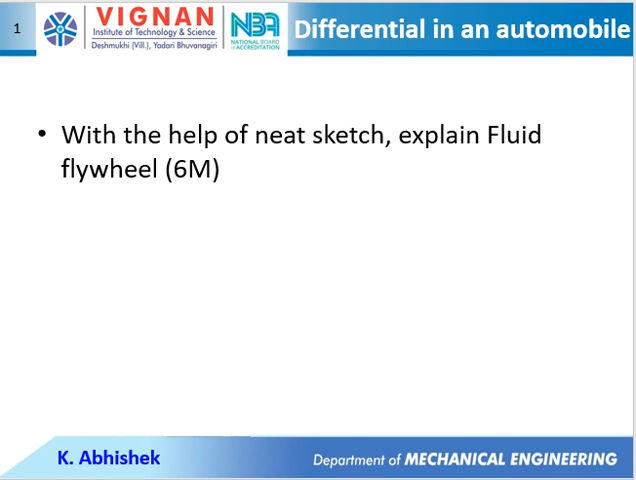 1
VIGNAN
Institute of Technology & Science
Deshmukhi (Vill.), Yadari Bhuvanagiri
NBA
NATIONAL BOARD
of ACCREDITATION
Differential in an automobile
• With the help of neat sketch, explain Fluid
flywheel (6M)
K. Abhishek
Department of MECHANICAL ENGINEERING